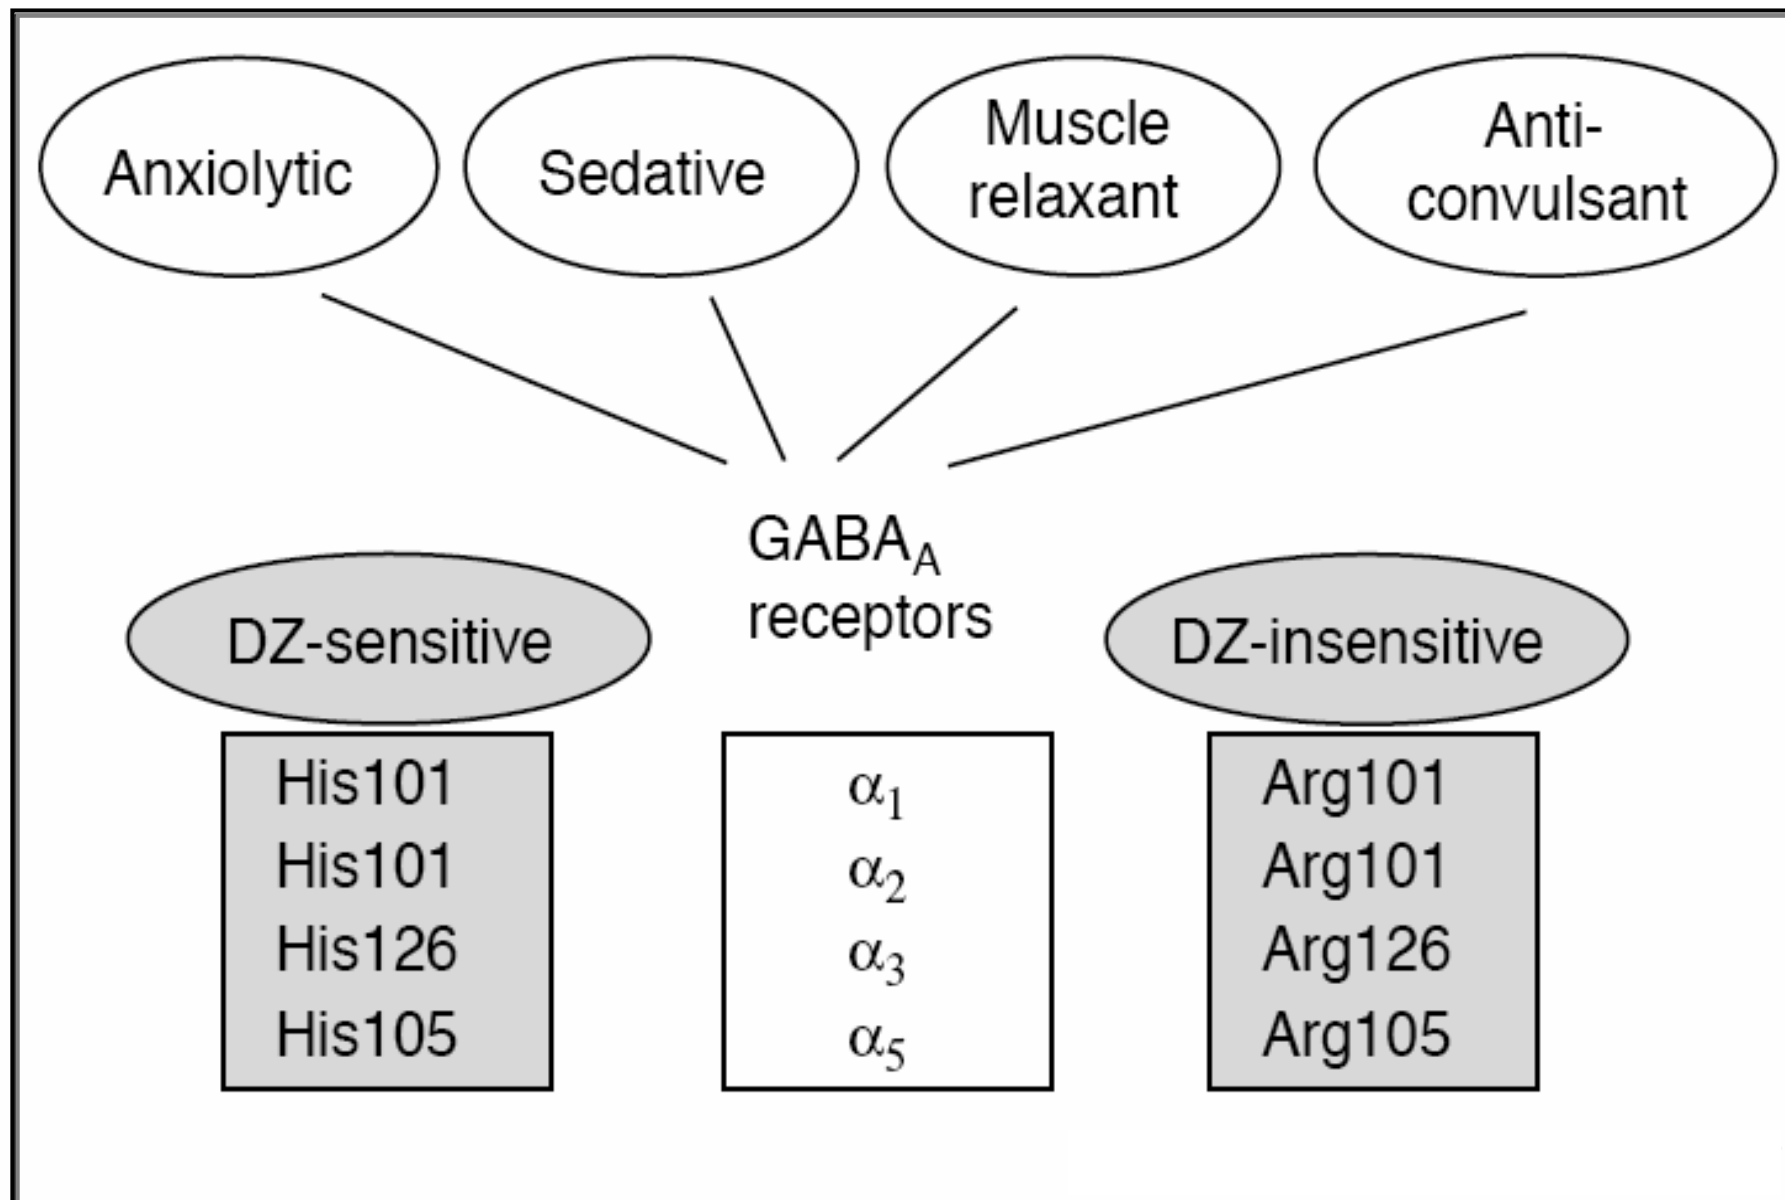 Anxiolytic
Sedative
Muscle
relaxant
Anti-
convulsant
GABA_A
receptors
DZ-sensitive
DZ-insensitive
His101
His101
His126
His105
α₁
α₂
α₃
α₅
Arg101
Arg101
Arg126
Arg105